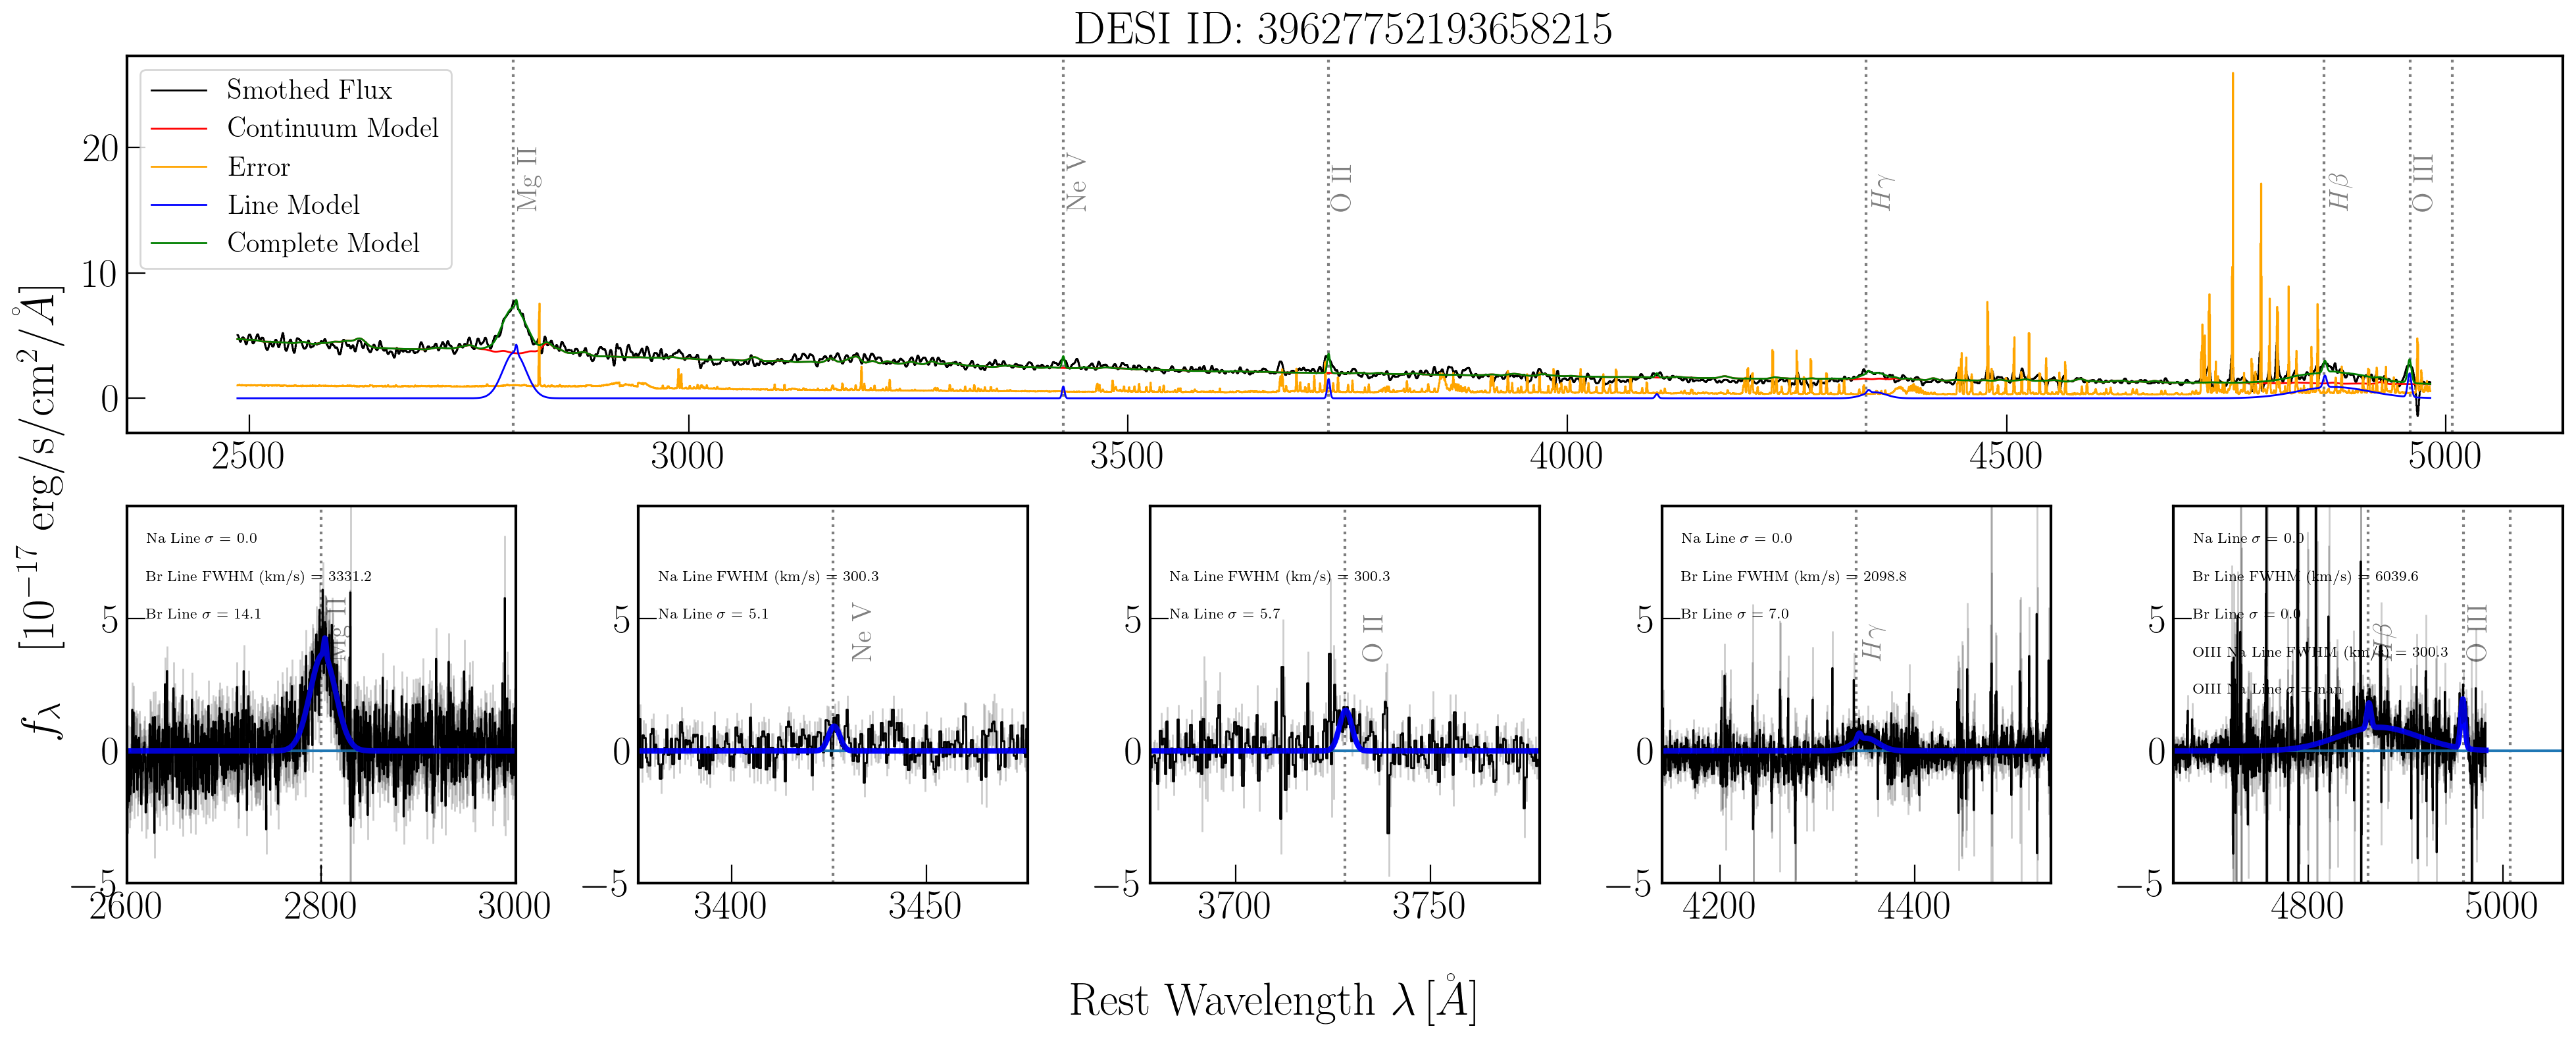 DESI ID: 39627752193658215
Smothed Flux
Continuum Model
Error
Line Model
Complete Model
Mg II
Ne V
O II
Hγ
Hβ
O III
20
10
0
2500
3000
3500
4000
4500
5000
fλ [10−17 erg/s/cm2/Å]
Na Line σ = 0.0
Br Line FWHM (km/s) = 3331.2
Br Line σ = 14.1
Mg II
5
0
−5
2600
2800
3000
Na Line FWHM (km/s) = 300.3
Na Line σ = 5.1
Ne V
5
0
−5
3400
3450
Na Line FWHM (km/s) = 300.3
Na Line σ = 5.7
O II
5
0
−5
3700
3750
Na Line σ = 0.0
Br Line FWHM (km/s) = 2098.8
Br Line σ = 7.0
Hγ
5
0
−5
4200
4400
Na Line σ = 0.0
Br Line FWHM (km/s) = 6039.6
Br Line σ = 0.0
OIII Na Line FWHM (km/s) = 300.3
OIII Na Line σ = nan
Hβ
O III
5
0
−5
4800
5000
Rest Wavelength λ [Å]